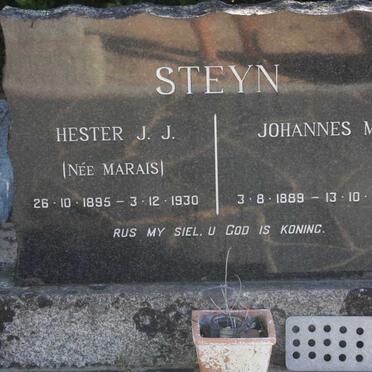 STEYN
HESTER J. J.
(NÉE MARAIS)
26 · 10 · 1895 – 3 · 12 · 1930
JOHANNES M
3 · 8 · 1889 – 13 · 10 ·
RUS MY SIEL, U GOD IS KONING.